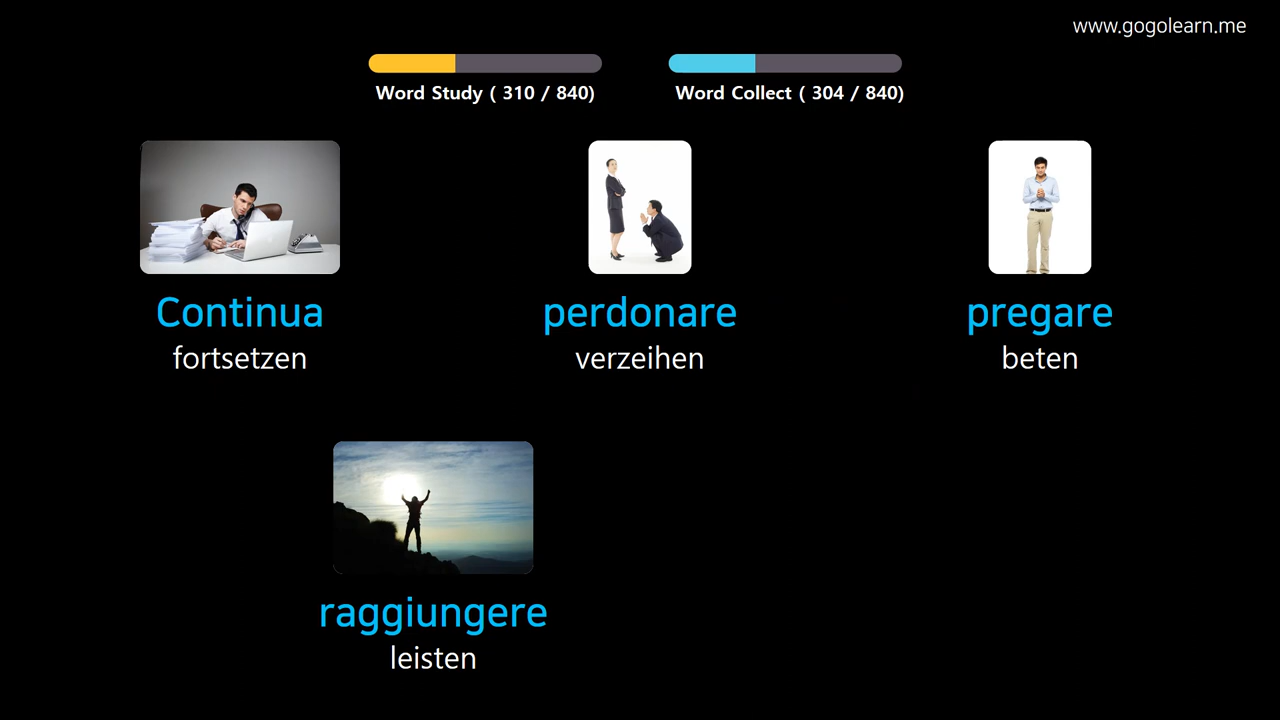 www.gogolearn.me
Word Study ( 310 / 840)
Word Collect ( 304 / 840)
Continua
fortsetzen
perdonare
verzeihen
pregare
beten
raggiungere
leisten